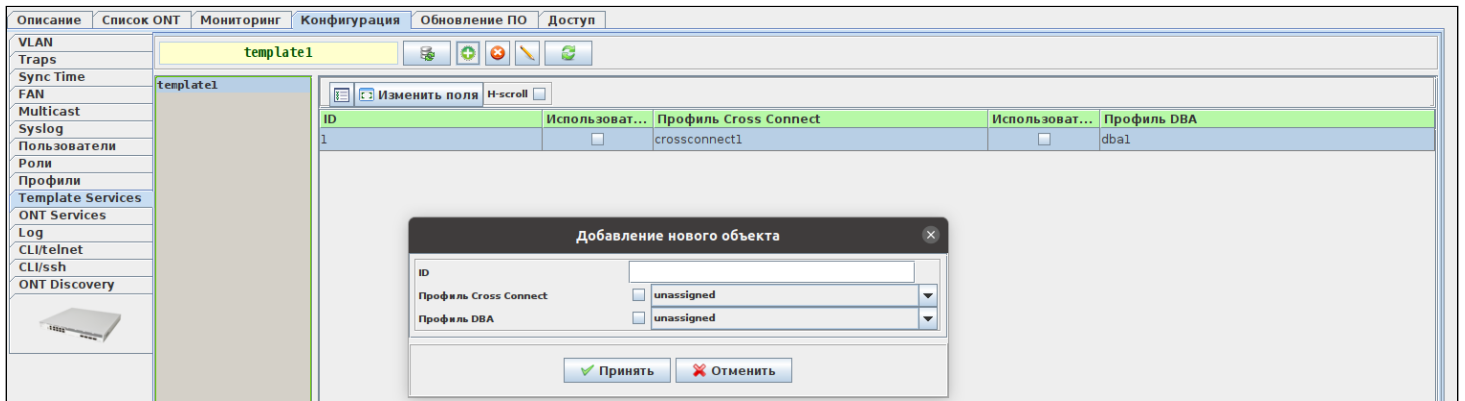 Описание Список ONT Мониторинг Конфигурация Обновление ПО Доступ
VLAN
Traps
Sync Time
FAN
Multicast
Syslog
Пользователи
Роли
Профили
Template Services
ONT Services
Log
CLI/telnet
CLI/ssh
ONT Discovery
template1
template1
Изменить поля H-scroll
ID Использоват... Профиль Cross Connect Использоват... Профиль DBA
1 crossconnect1 dba1
Добавление нового объекта
ID
Профиль Cross Connect unassigned
Профиль DBA unassigned
Принять Отменить